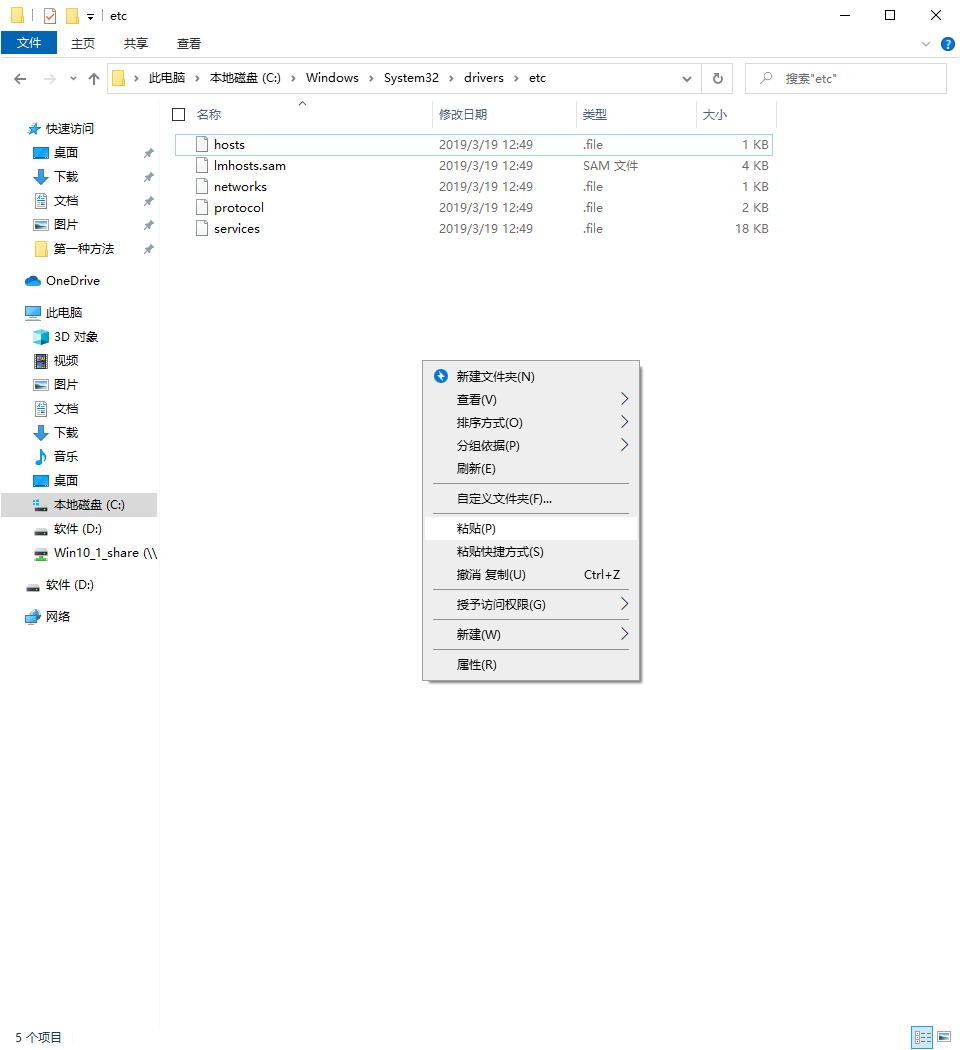 etc
文件 主页 共享 查看
此电脑 本地磁盘 (C:) Windows System32 drivers etc 搜索"etc"
名称 修改日期 类型 大小
hosts 2019/3/19 12:49 .file 1 KB
lmhosts.sam 2019/3/19 12:49 SAM 文件 4 KB
networks 2019/3/19 12:49 .file 1 KB
protocol 2019/3/19 12:49 .file 2 KB
services 2019/3/19 12:49 .file 18 KB
快速访问
桌面
下载
文档
图片
第一种方法
OneDrive
此电脑
3D 对象
视频
图片
文档
下载
音乐
桌面
本地磁盘 (C:)
软件 (D:)
Win10_1_share (\\
软件 (D:)
网络
新建文件夹(N)
查看(V)
排序方式(O)
分组依据(P)
刷新(E)
自定义文件夹(F)...
粘贴(P)
粘贴快捷方式(S)
撤消 复制(U) Ctrl+Z
授予访问权限(G)
新建(W)
属性(R)
5 个项目